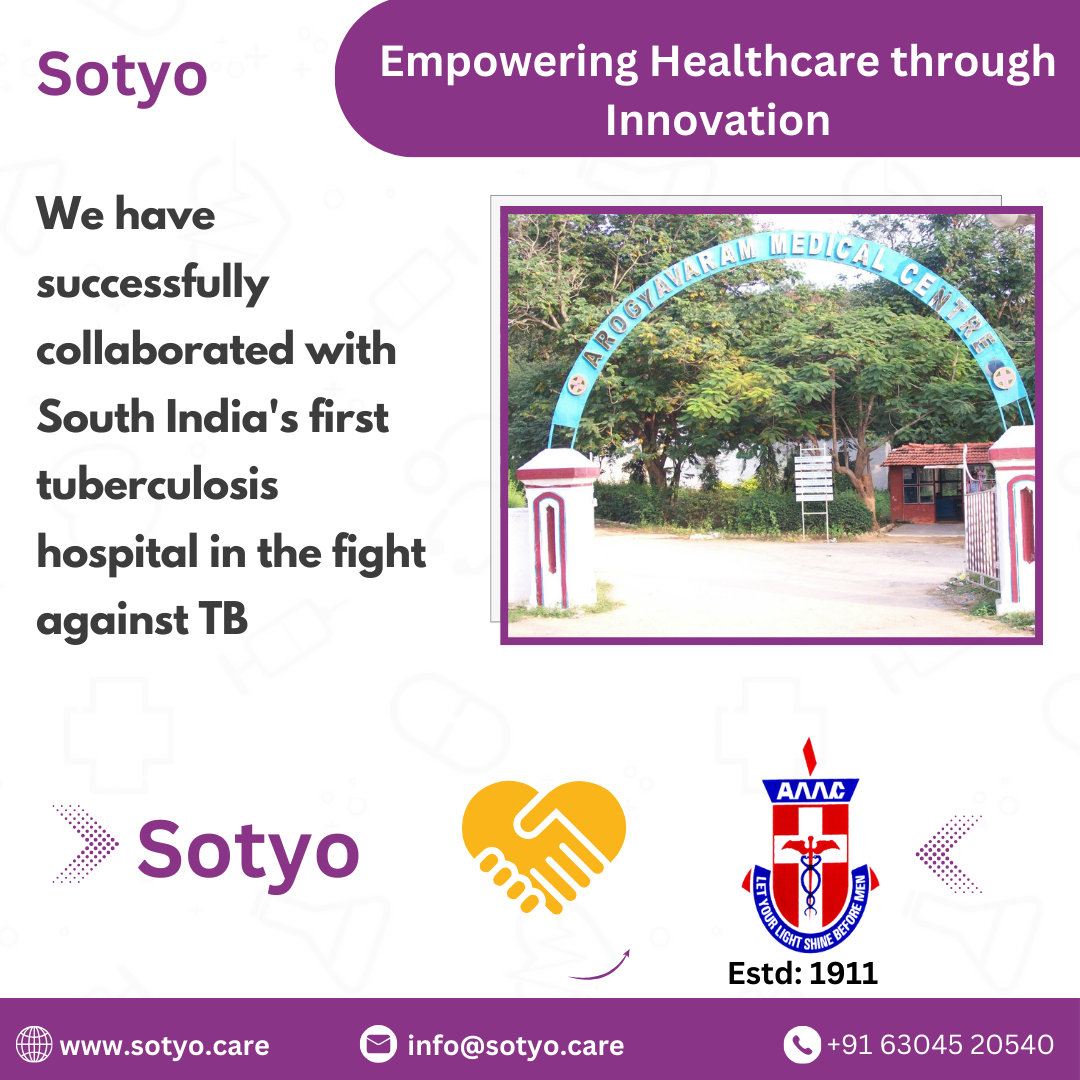 Sotyo
Empowering Healthcare through
Innovation
We have
successfully
collaborated with
South India's first
tuberculosis
hospital in the fight
against TB
AROGYAVARAM MEDICAL CENTRE
Sotyo
LET YOUR LIGHT SHINE BEFORE MEN
Estd: 1911
www.sotyo.care
info@sotyo.care
+91 63045 20540